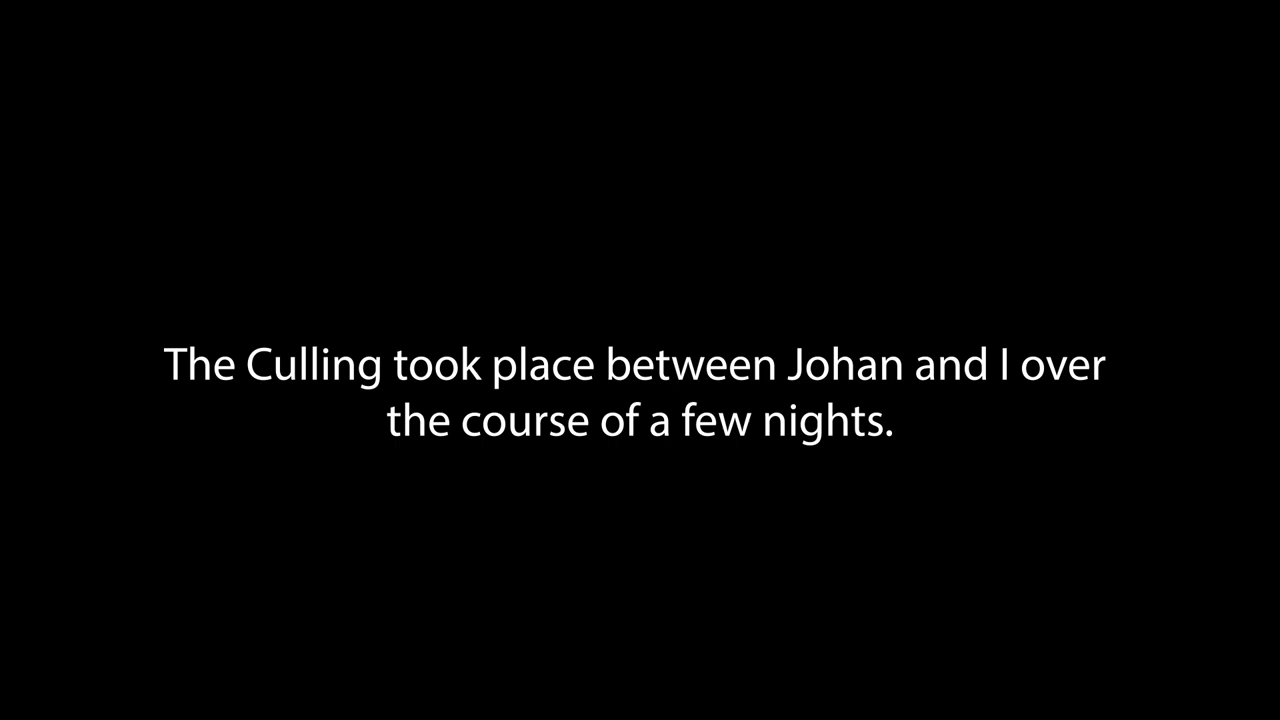 The Culling took place between Johan and I over
the course of a few nights.